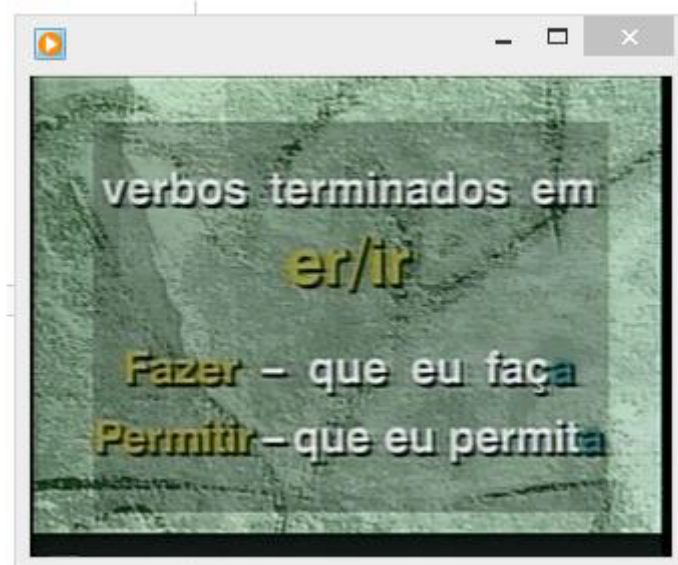 verbos terminados em
er/ir
Fazer – que eu faça
Permitir – que eu permita